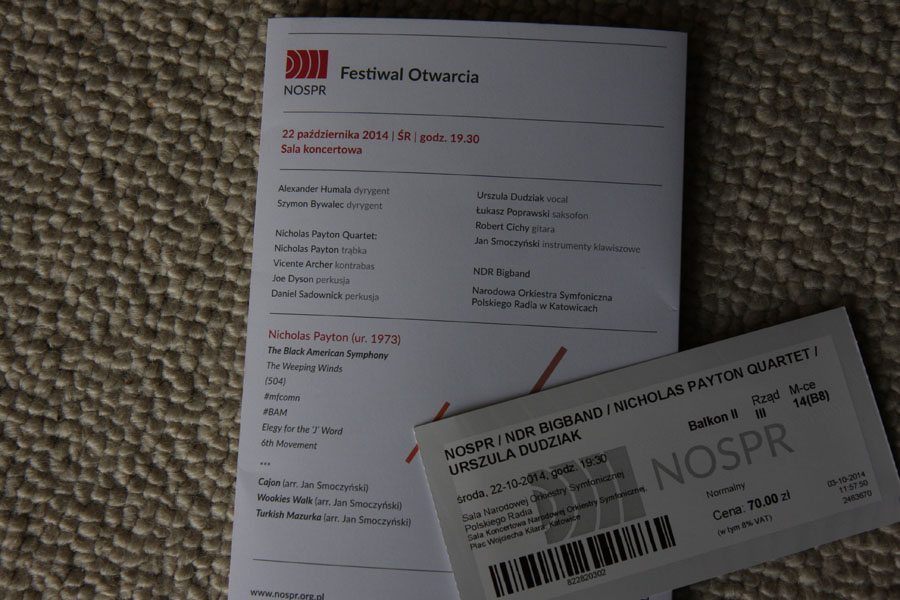 NOSPR
Festiwal Otwarcia
22 października 2014 | ŚR | godz. 19.30
Sala koncertowa
Alexander Humala dyrygent
Szymon Bywalec dyrygent
Nicholas Payton Quartet:
Nicholas Payton trąbka
Vicente Archer kontrabas
Joe Dyson perkusja
Daniel Sadownick perkusja
Urszula Dudziak vocal
Łukasz Poprawski saksofon
Robert Cichy gitara
Jan Smoczyński instrumenty klawiszowe
NDR Bigband
Narodowa Orkiestra Symfoniczna
Polskiego Radia w Katowicach
Nicholas Payton (ur. 1973)
The Black American Symphony
The Weeping Winds
(504)
#mfcomn
#BAM
Elegy for the 'J' Word
6th Movement
***
Cajon (arr. Jan Smoczyński)
Wookies Walk (arr. Jan Smoczyński)
Turkish Mazurka (arr. Jan Smoczyński)
www.nospr.org.pl
NOSPR / NDR BIGBAND / NICHOLAS PAYTON QUARTET /
URSZULA DUDZIAK
Balkon II
Rząd
III
M-ce
14(B8)
środa, 22-10-2014, godz. 19:30
Sala Narodowej Orkiestry Symfonicznej
Polskiego Radia
Sala Koncertowa Narodowej Orkiestry Symfonicznej,
Plac Wojciecha Kilara, Katowice
NOSPR
Normalny
Cena: 70.00 zł
(w tym 8% VAT)
03-10-2014
11:57:50
2463670
822820302